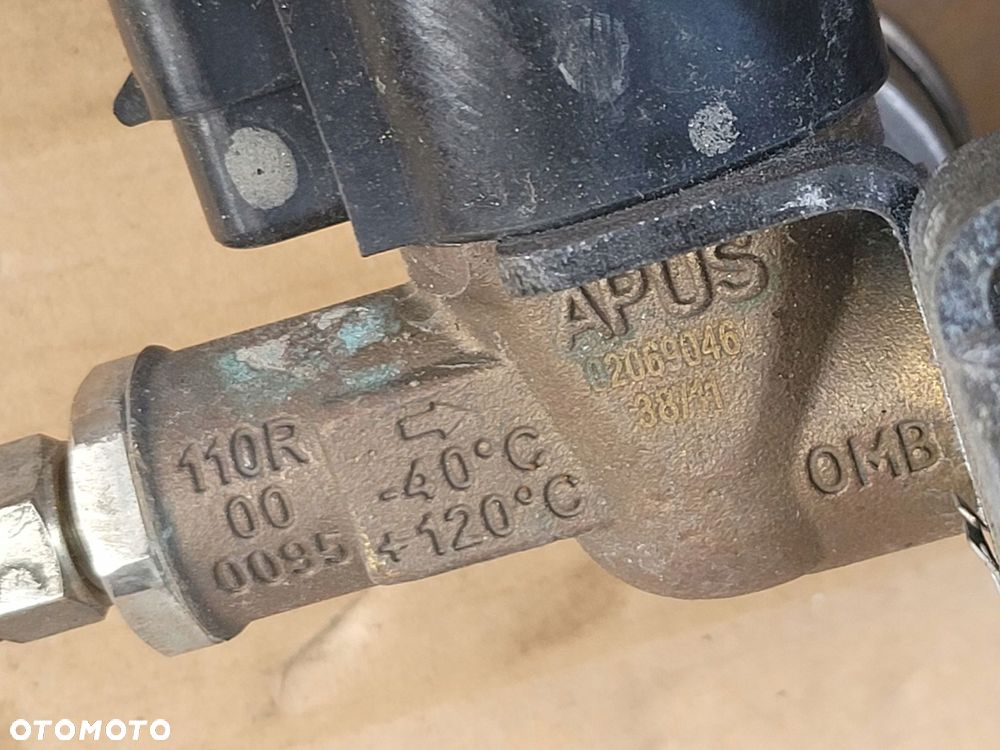 APUS
02069046
38/11
110R
00
0095
-40°C
+120°C
OMB
OTOMOTO